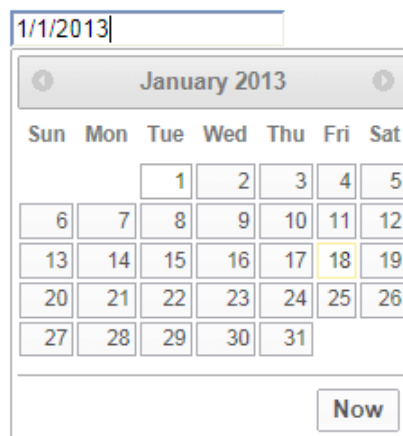 1/1/2013
January 2013
Sun Mon Tue Wed Thu Fri Sat
1 2 3 4 5
6 7 8 9 10 11 12
13 14 15 16 17 18 19
20 21 22 23 24 25 26
27 28 29 30 31
Now